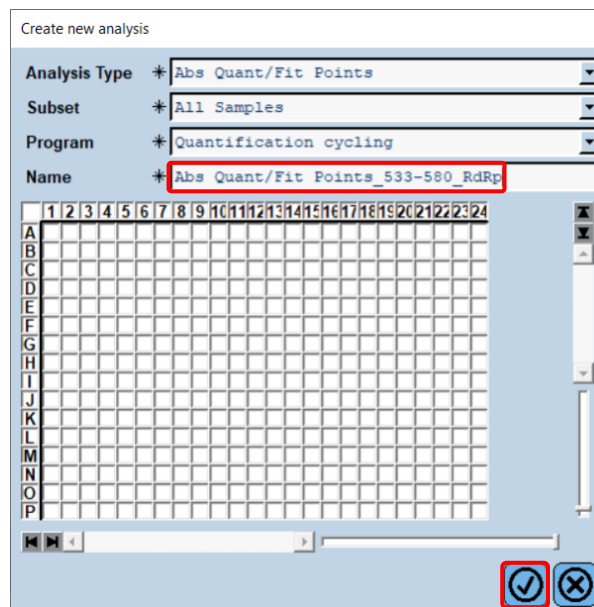 Create new analysis
Analysis Type * Abs Quant/Fit Points
Subset * All Samples
Program * Quantification cycling
Name * Abs Quant/Fit Points_533-580_RdRp
1 2 3 4 5 6 7 8 9 10 11 12 13 14 15 16 17 18 19 20 21 22 23 24
A
B
C
D
E
F
G
H
I
J
K
L
M
N
O
P